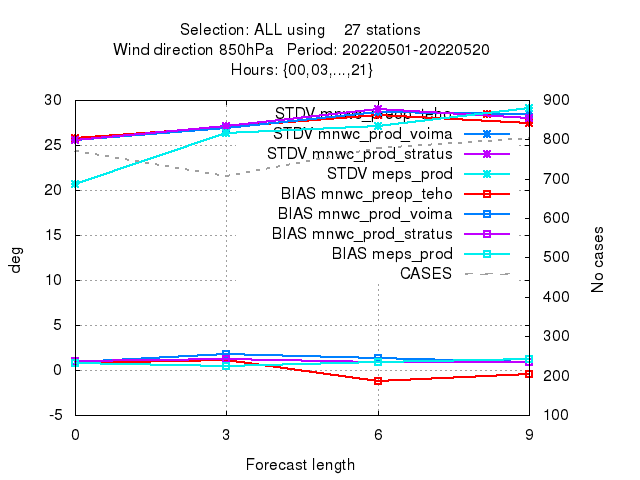 Selection: ALL using 27 stations
Wind direction 850hPa Period: 20220501-20220520
Hours: {00,03,...,21}
30
25
20
15
10
5
0
-5
deg
900
800
700
600
500
400
300
200
100
No cases
STDV mnwc_preop_teho
STDV mnwc_prod_voima
STDV mnwc_prod_stratus
STDV meps_prod
BIAS mnwc_preop_teho
BIAS mnwc_prod_voima
BIAS mnwc_prod_stratus
BIAS meps_prod
CASES
0 3 6 9
Forecast length